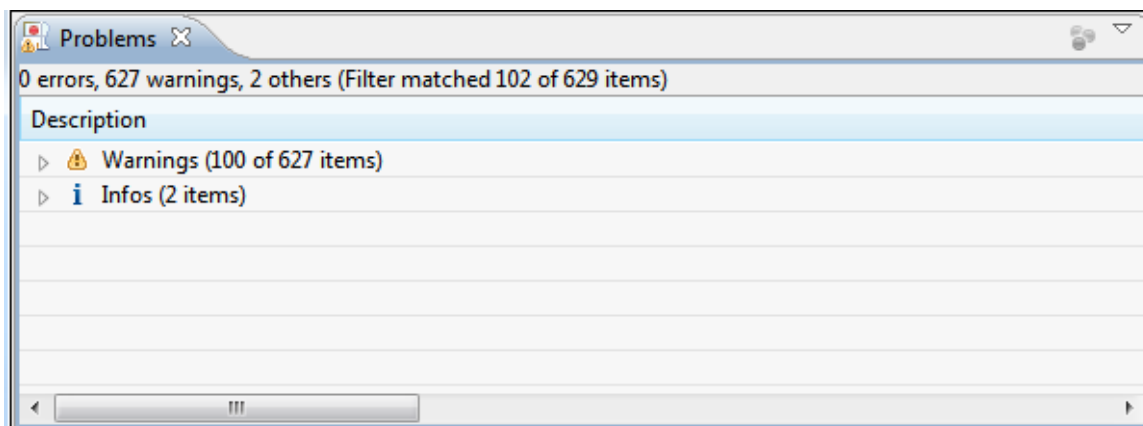 Problems
0 errors, 627 warnings, 2 others (Filter matched 102 of 629 items)
Description
Warnings (100 of 627 items)
Infos (2 items)